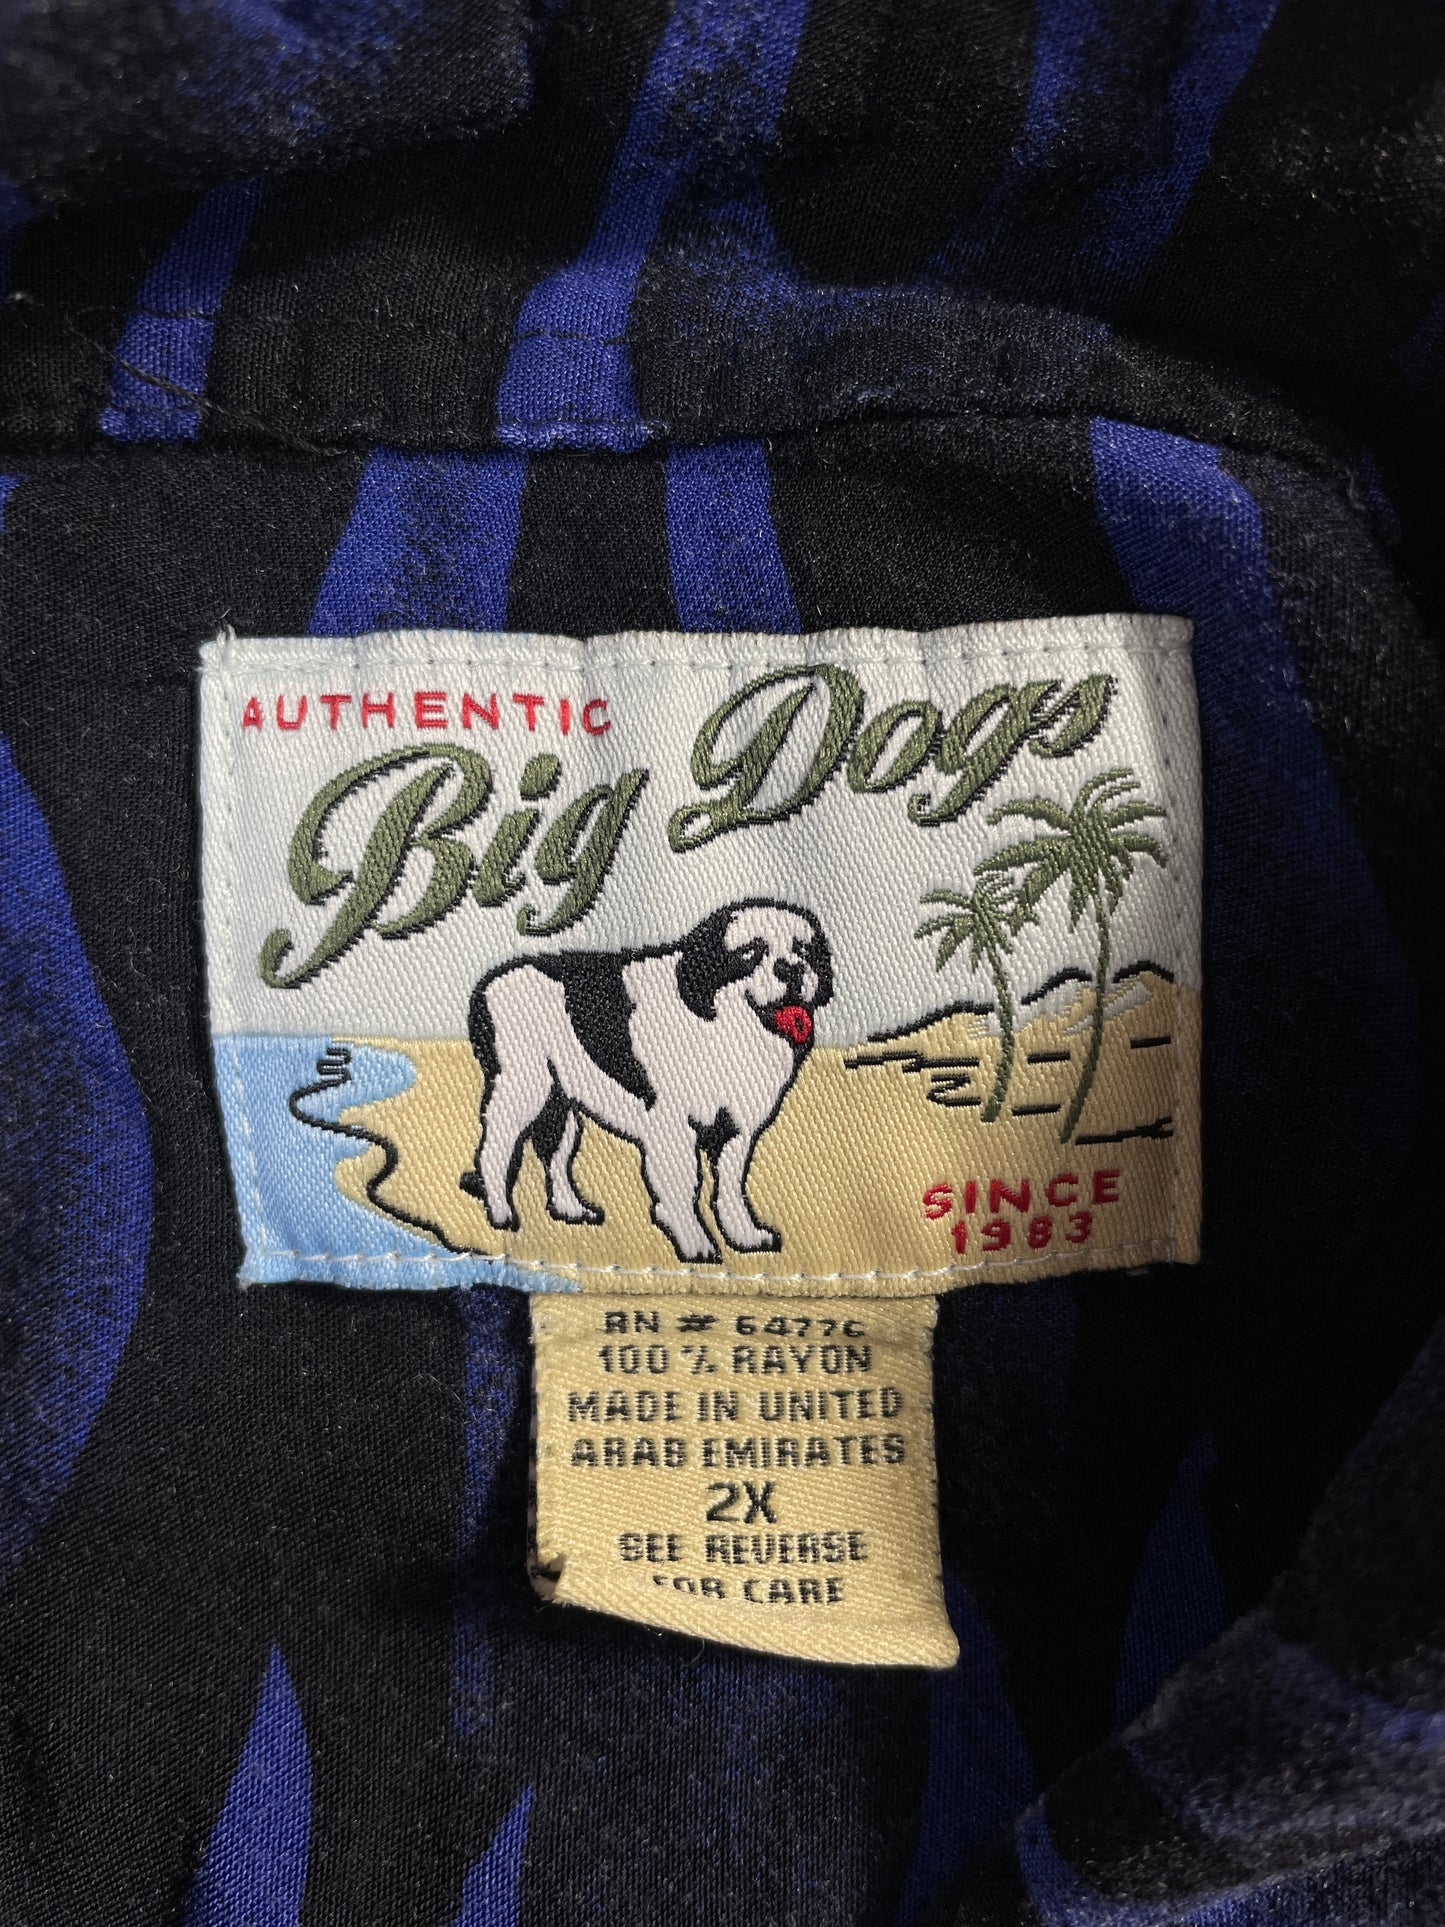 AUTHENTIC
Big Dogs
SINCE
1983
RN # 64776
100% RAYON
MADE IN UNITED
ARAB EMIRATES
2X
SEE REVERSE
FOR CARE